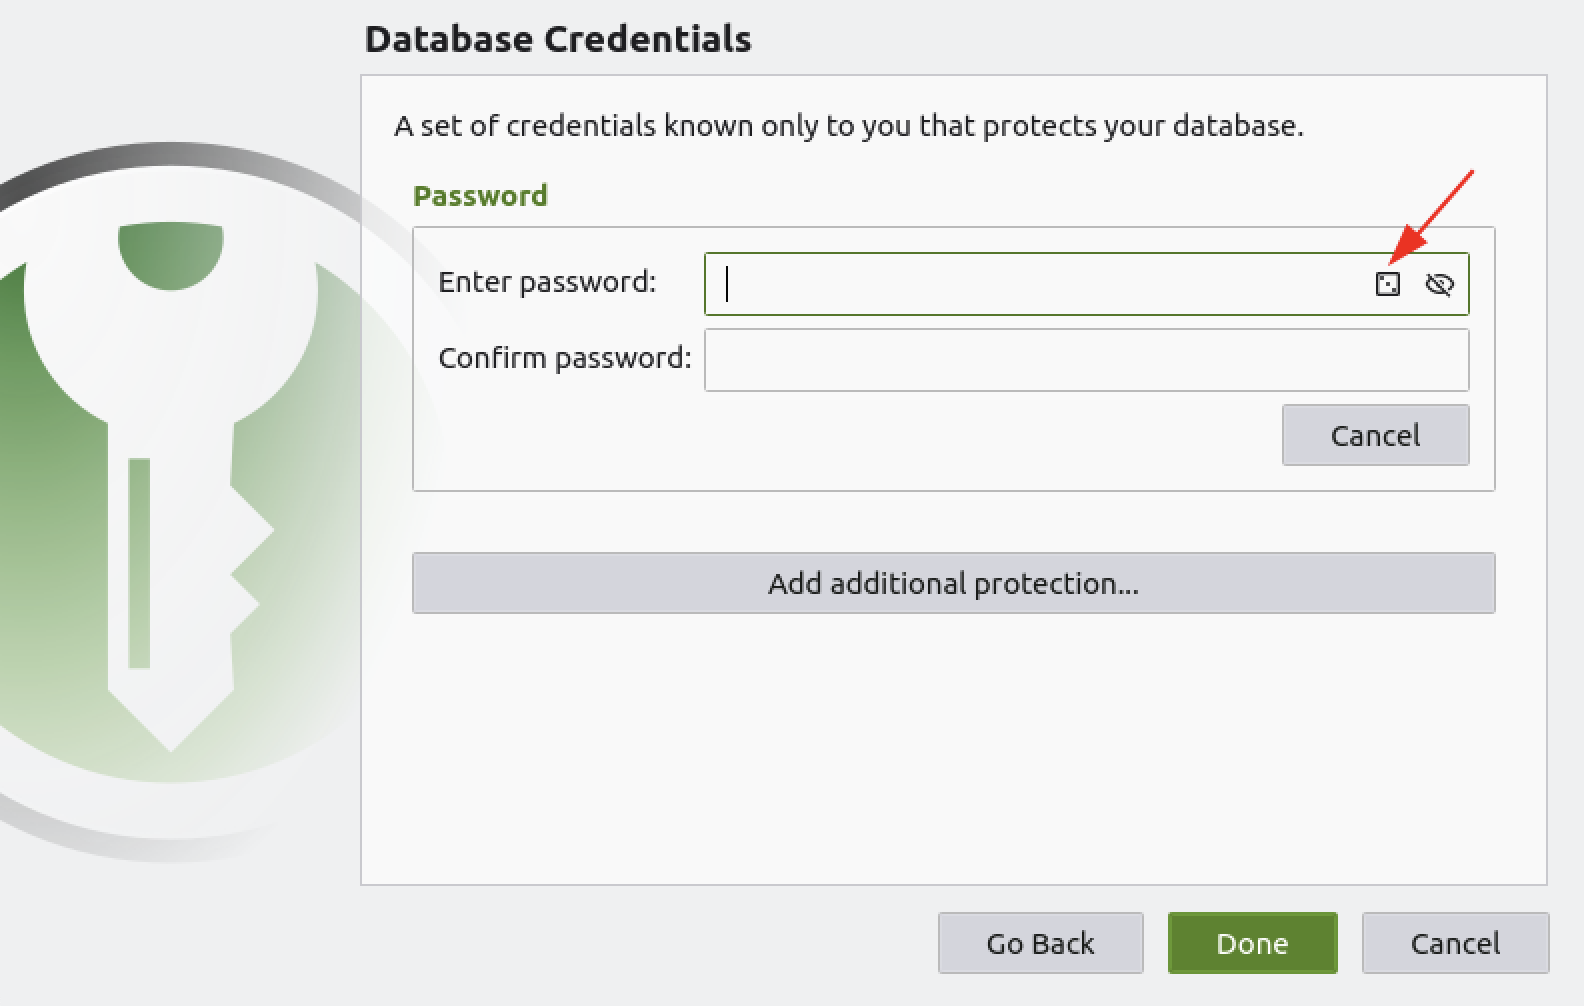 Database Credentials
A set of credentials known only to you that protects your database.
Password
Enter password:
Confirm password:
Cancel
Add additional protection...
Go Back
Done
Cancel